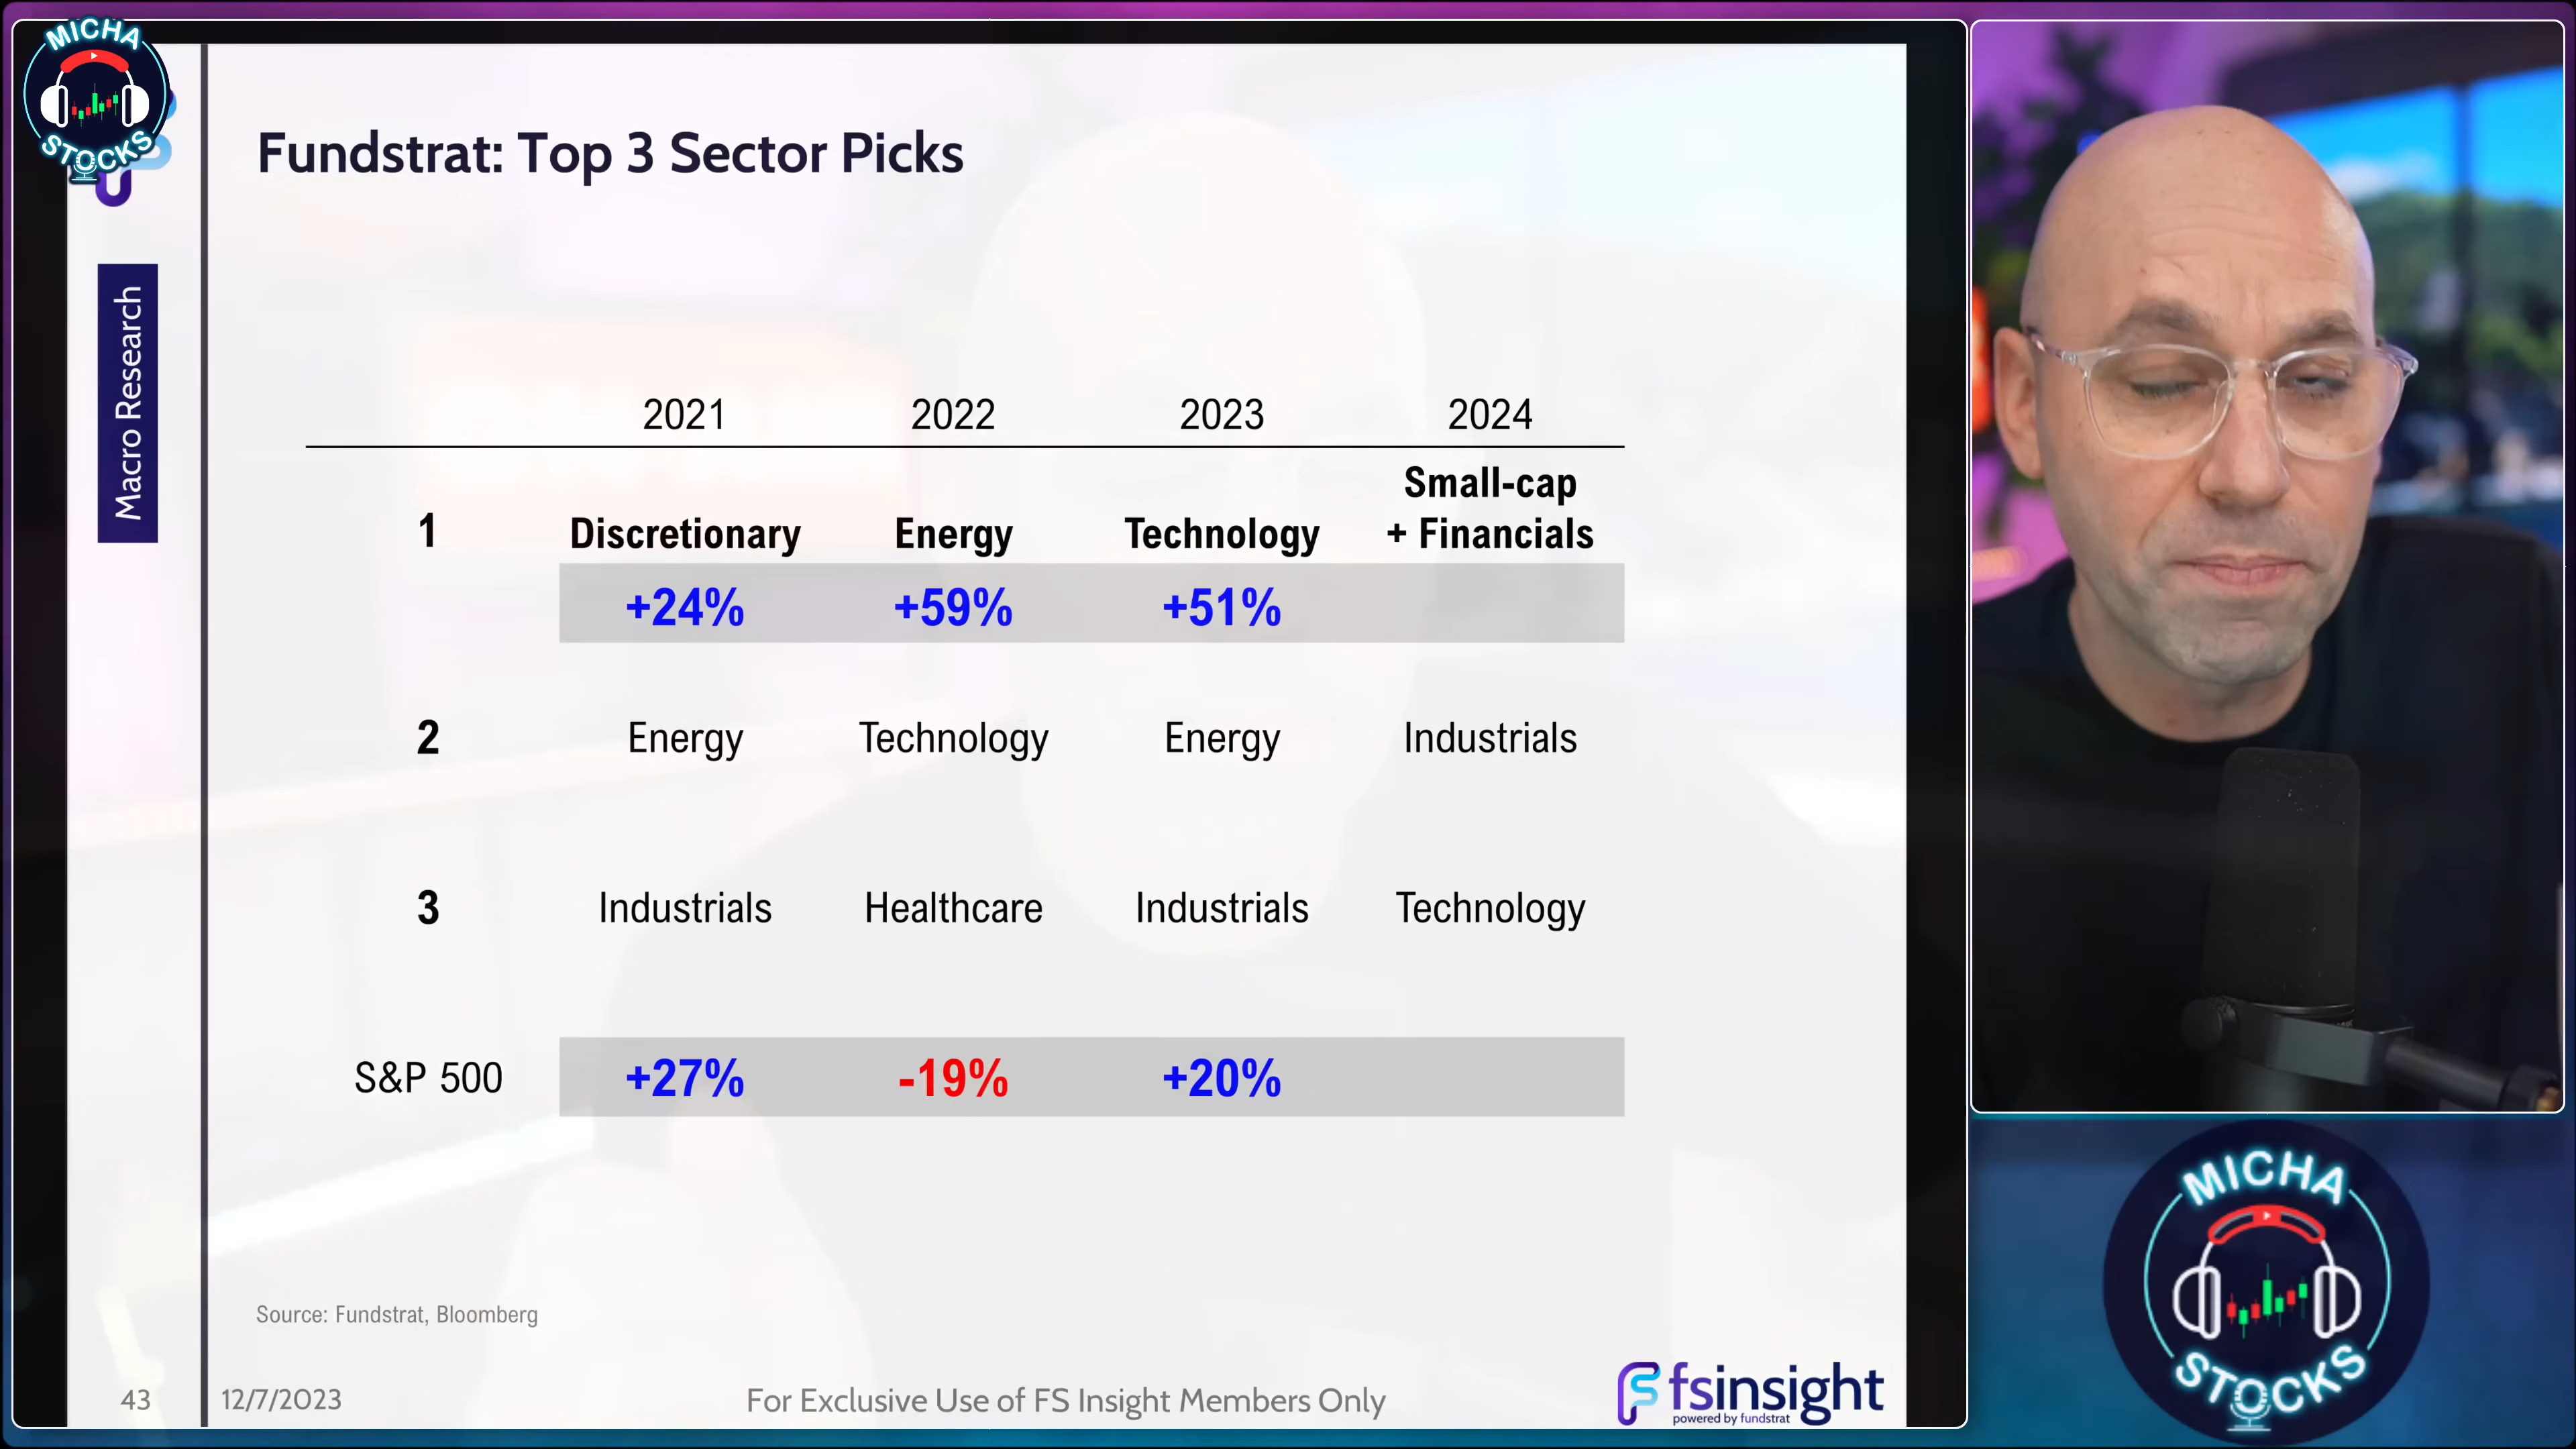 MICHA
STOCKS
Fundstrat: Top 3 Sector Picks
Macro Research
2021 2022 2023 2024
1 Discretionary Energy Technology Small-cap + Financials
+24% +59% +51%
2 Energy Technology Energy Industrials
3 Industrials Healthcare Industrials Technology
S&P 500 +27% -19% +20%
Source: Fundstrat, Bloomberg
43 12/7/2023 For Exclusive Use of FS Insight Members Only
fsinsight
powered by fundstrat
MICHA
STOCKS